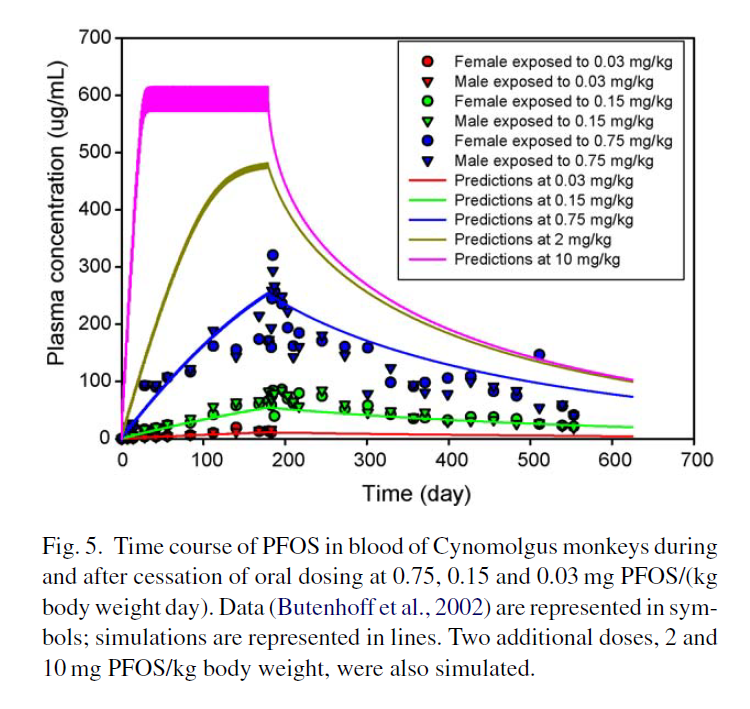 700
600
500
400
300
200
100
0
Plasma concentration (ug/mL)
Female exposed to 0.03 mg/kg
Male exposed to 0.03 mg/kg
Female exposed to 0.15 mg/kg
Male exposed to 0.15 mg/kg
Female exposed to 0.75 mg/kg
Male exposed to 0.75 mg/kg
Predictions at 0.03 mg/kg
Predictions at 0.15 mg/kg
Predictions at 0.75 mg/kg
Predictions at 2 mg/kg
Predictions at 10 mg/kg
0 100 200 300 400 500 600 700
Time (day)
Fig. 5. Time course of PFOS in blood of Cynomolgus monkeys during
and after cessation of oral dosing at 0.75, 0.15 and 0.03 mg PFOS/(kg
body weight day). Data (Butenhoff et al., 2002) are represented in sym-
bols; simulations are represented in lines. Two additional doses, 2 and
10 mg PFOS/kg body weight, were also simulated.